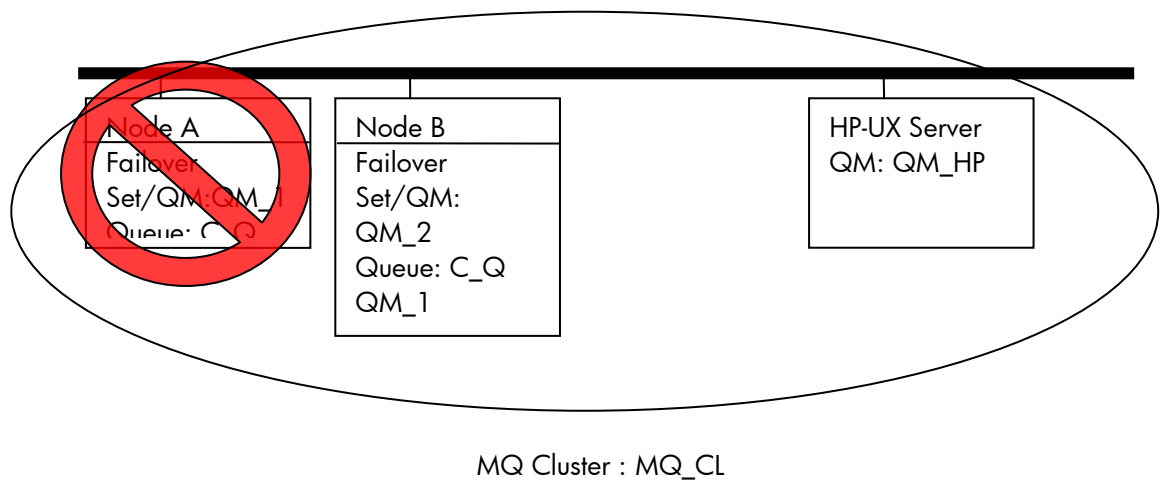 Node A
Failover
Set/QM:QM_1
Queue: C_Q
Node B
Failover
Set/QM:
QM_2
Queue: C_Q
QM_1
HP-UX Server
QM: QM_HP
MQ Cluster : MQ_CL